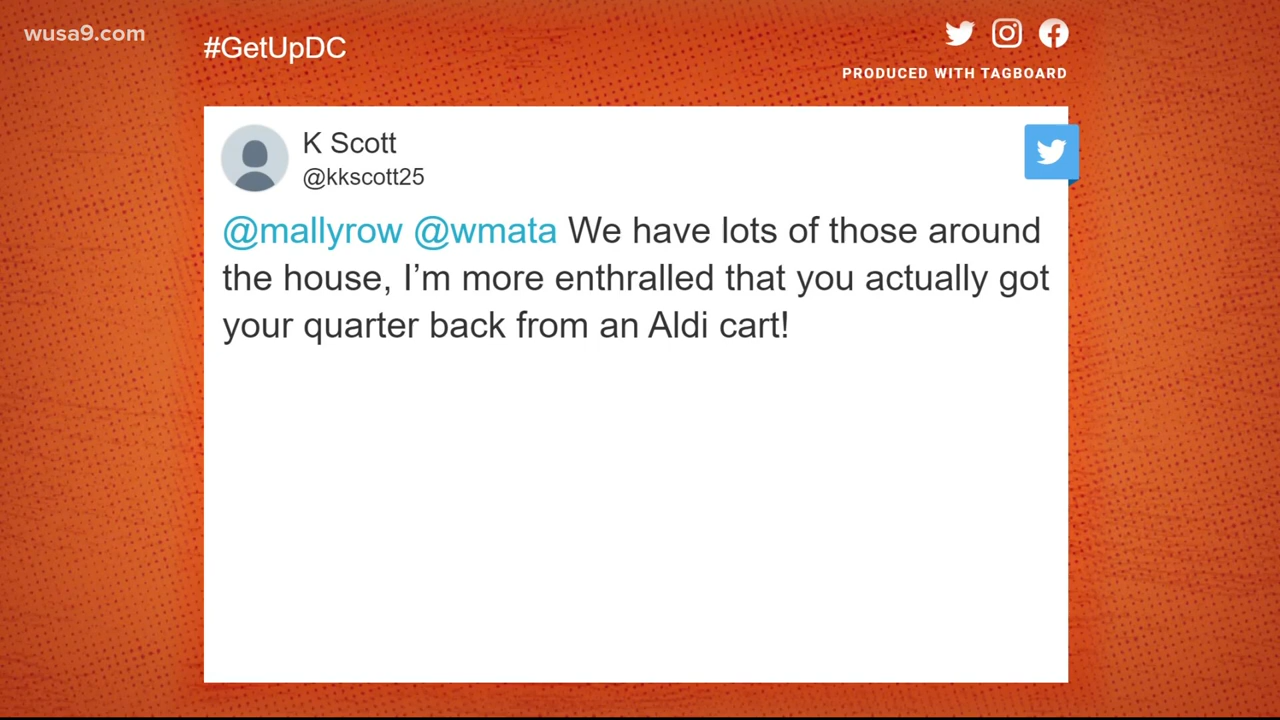 wusa9.com
#GetUpDC
PRODUCED WITH TAGBOARD
K Scott
@kkscott25
@mallyrow @wmata We have lots of those around
the house, I’m more enthralled that you actually got
your quarter back from an Aldi cart!